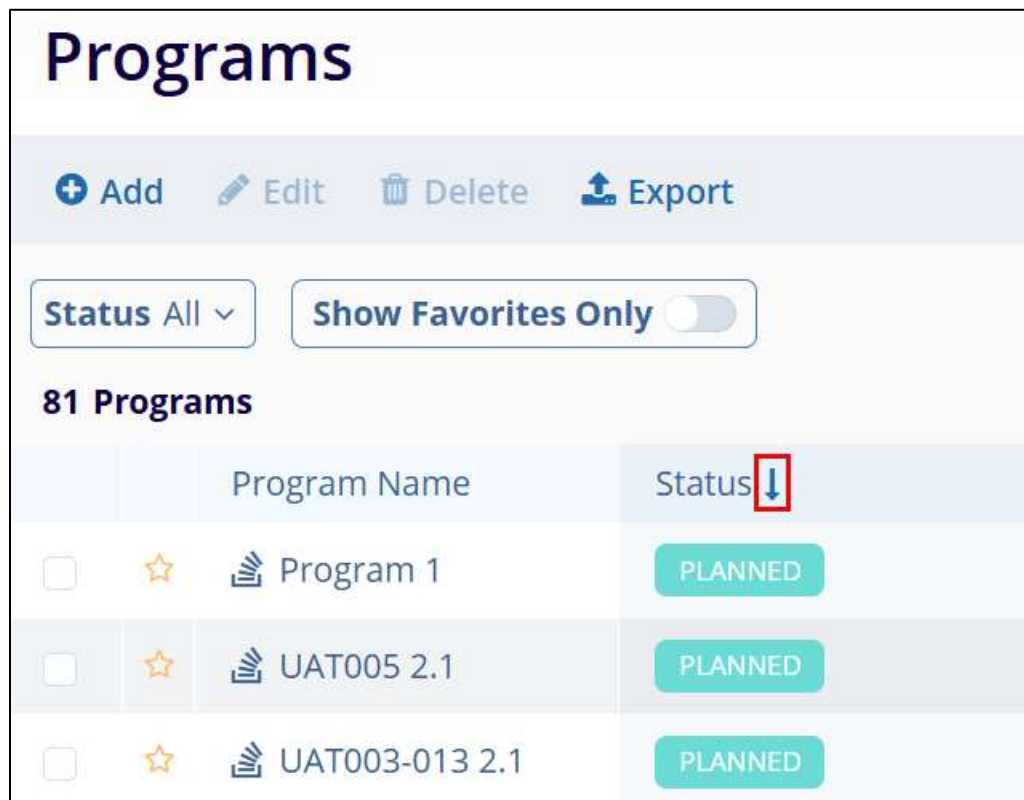 Programs
Add Edit Delete Export
Status All Show Favorites Only
81 Programs
Program Name Status
Program 1 PLANNED
UAT005 2.1 PLANNED
UAT003-013 2.1 PLANNED